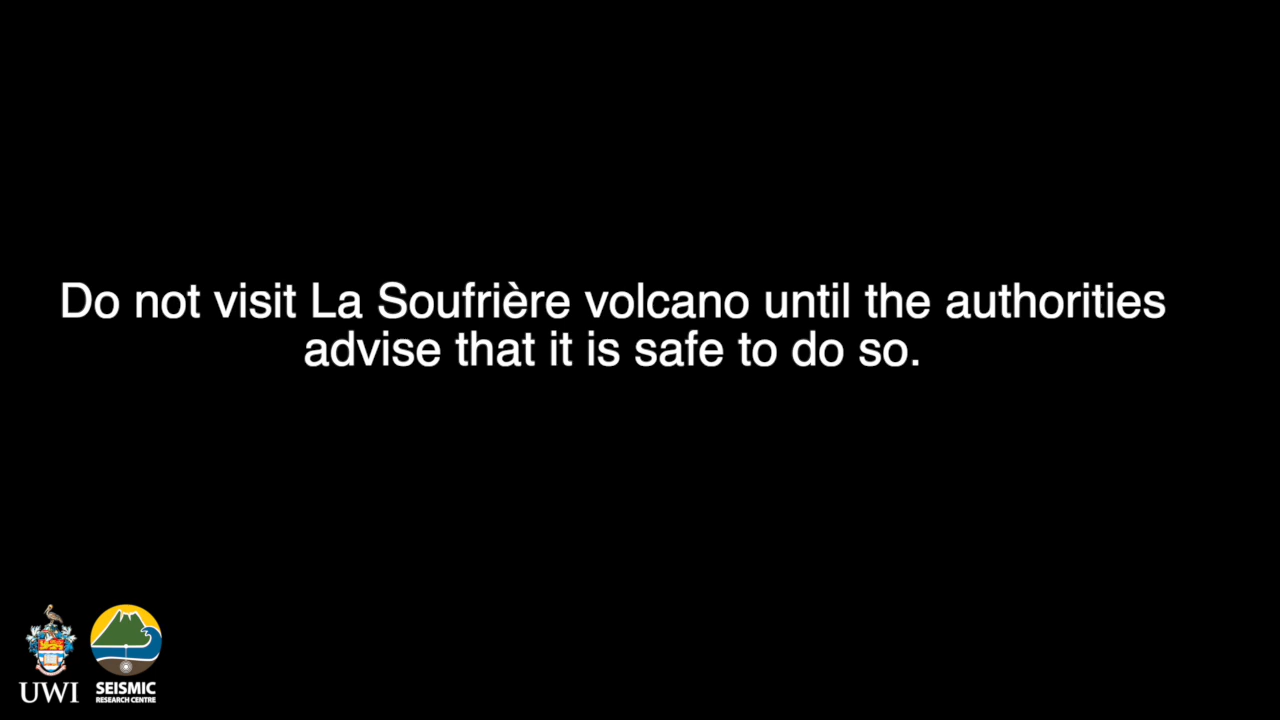 Do not visit La Soufrière volcano until the authorities
advise that it is safe to do so.
UWI
SEISMIC
RESEARCH CENTRE